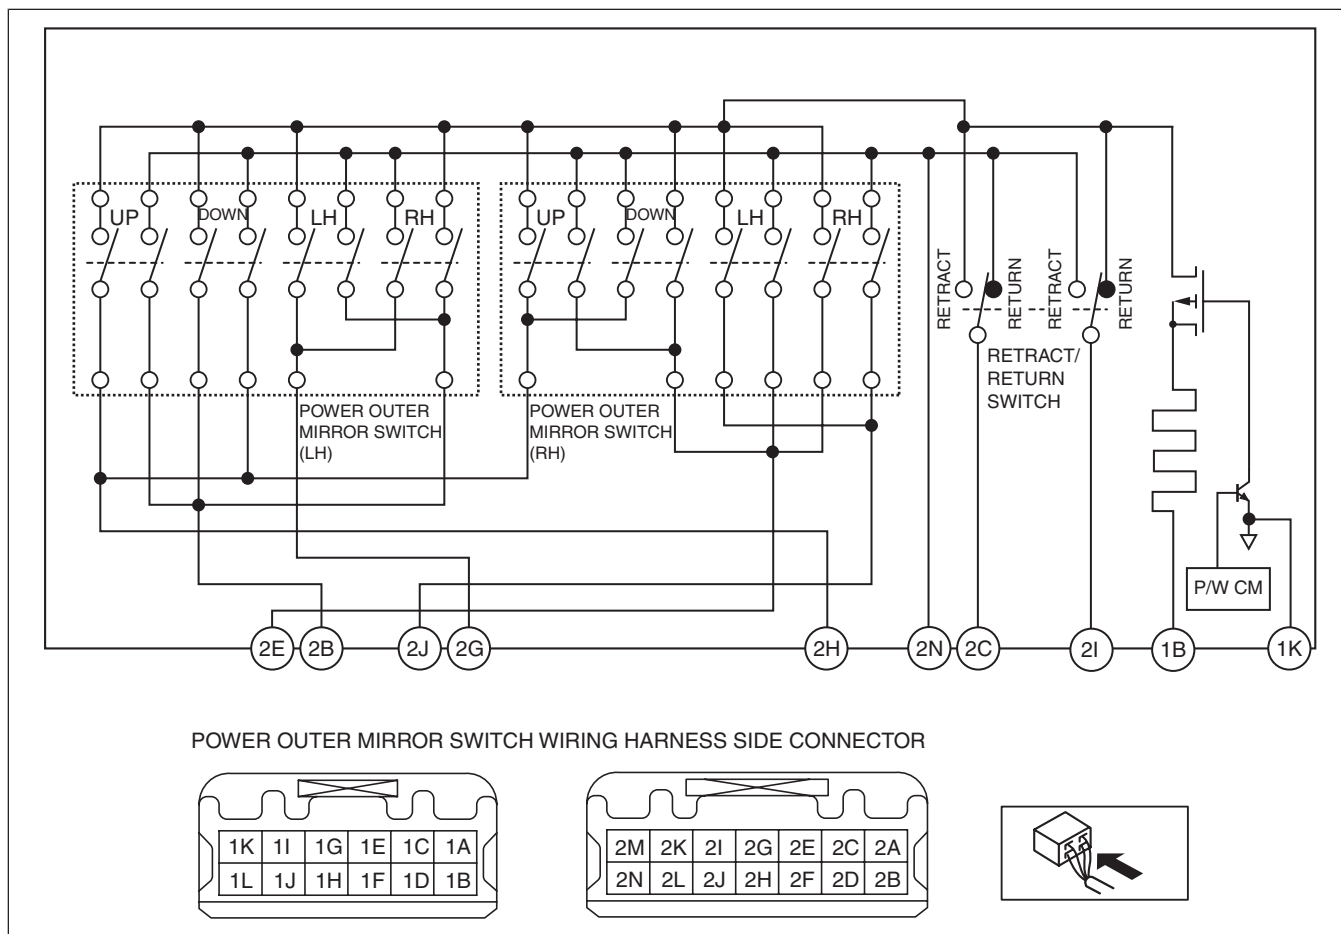 UP DOWN LH RH UP DOWN LH RH
RETRACT RETURN RETRACT RETURN
RETRACT/
RETURN
SWITCH
POWER OUTER
MIRROR SWITCH
(LH)
POWER OUTER
MIRROR SWITCH
(RH)
P/W CM
2E 2B 2J 2G 2H 2N 2C 2I 1B 1K
POWER OUTER MIRROR SWITCH WIRING HARNESS SIDE CONNECTOR
1K 1I 1G 1E 1C 1A
1L 1J 1H 1F 1D 1B
2M 2K 2I 2G 2E 2C 2A
2N 2L 2J 2H 2F 2D 2B